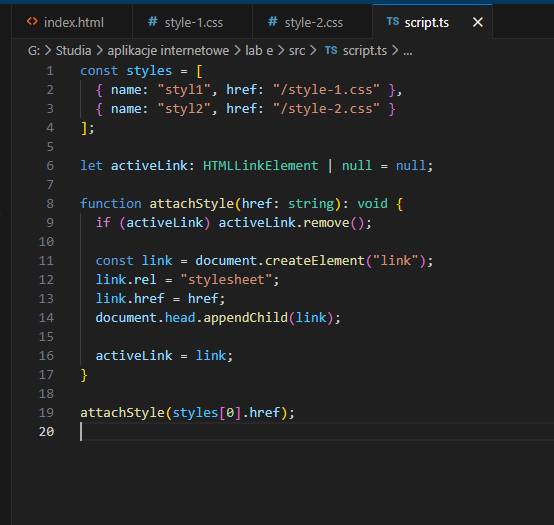 index.html style-1.css style-2.css TS script.ts
G: > Studia > aplikacje internetowe > lab e > src > TS script.ts > ...
1 const styles = [
2 { name: "styl1", href: "/style-1.css" },
3 { name: "styl2", href: "/style-2.css" }
4 ];
5
6 let activeLink: HTMLLinkElement | null = null;
7
8 function attachStyle(href: string): void {
9 if (activeLink) activeLink.remove();
10
11 const link = document.createElement("link");
12 link.rel = "stylesheet";
13 link.href = href;
14 document.head.appendChild(link);
15
16 activeLink = link;
17 }
18
19 attachStyle(styles[0].href);
20